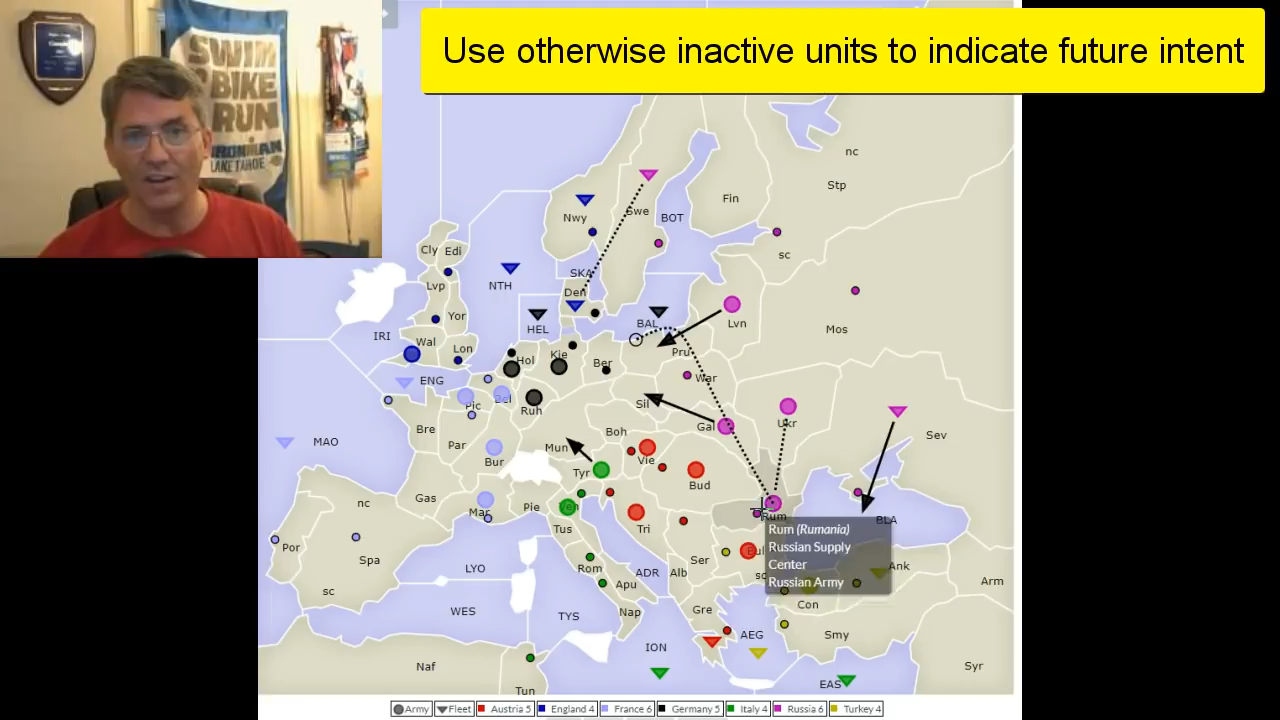 Use otherwise inactive units to indicate future intent
SWIM
BIKE
RUN
IRONMAN
LAKE TAHOE
nc
Stp
Fin
Swe
BOT
Nwy
sc
Cly
Edi
SKA
NTH
Lvp
Den
Yor
HEL
BAL
Lvn
Mos
IRI
Wal
Lon
Hol
Kie
Ber
Pru
War
ENG
Pic
Bel
Ruh
Sil
Gal
Ukr
Sev
MAO
Bre
Par
Bur
Mun
Boh
Vie
Tyr
Bud
nc
Gas
Mar
Pie
Ven
Tus
Tri
Rum
BLA
Rum (Rumania)
Russian Supply
Center
Russian Army
Por
Spa
sc
LYO
Rom
Apu
ADR
Alb
Ser
Bul
sc
Ank
Arm
WES
TYS
Nap
Gre
AEG
Con
Smy
ION
EAS
Syr
Naf
Tun
Army
Fleet
Austria 5
England 4
France 6
Germany 5
Italy 4
Russia 6
Turkey 4